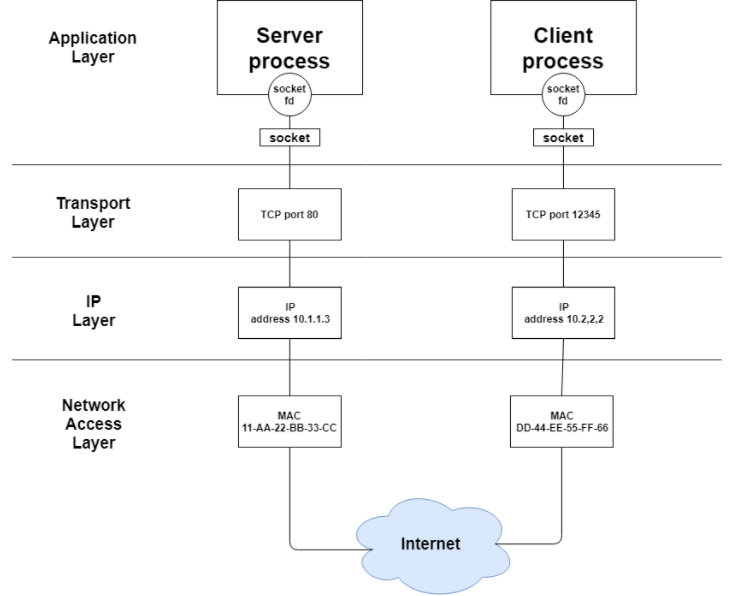 Application
Layer
Server
process
Client
process
socket
fd
socket
fd
socket
socket
Transport
Layer
TCP port 80
TCP port 12345
IP
Layer
IP
address 10.1.1.3
IP
address 10.2,2,2
Network
Access
Layer
MAC
11-AA-22-BB-33-CC
MAC
DD-44-EE-55-FF-66
Internet